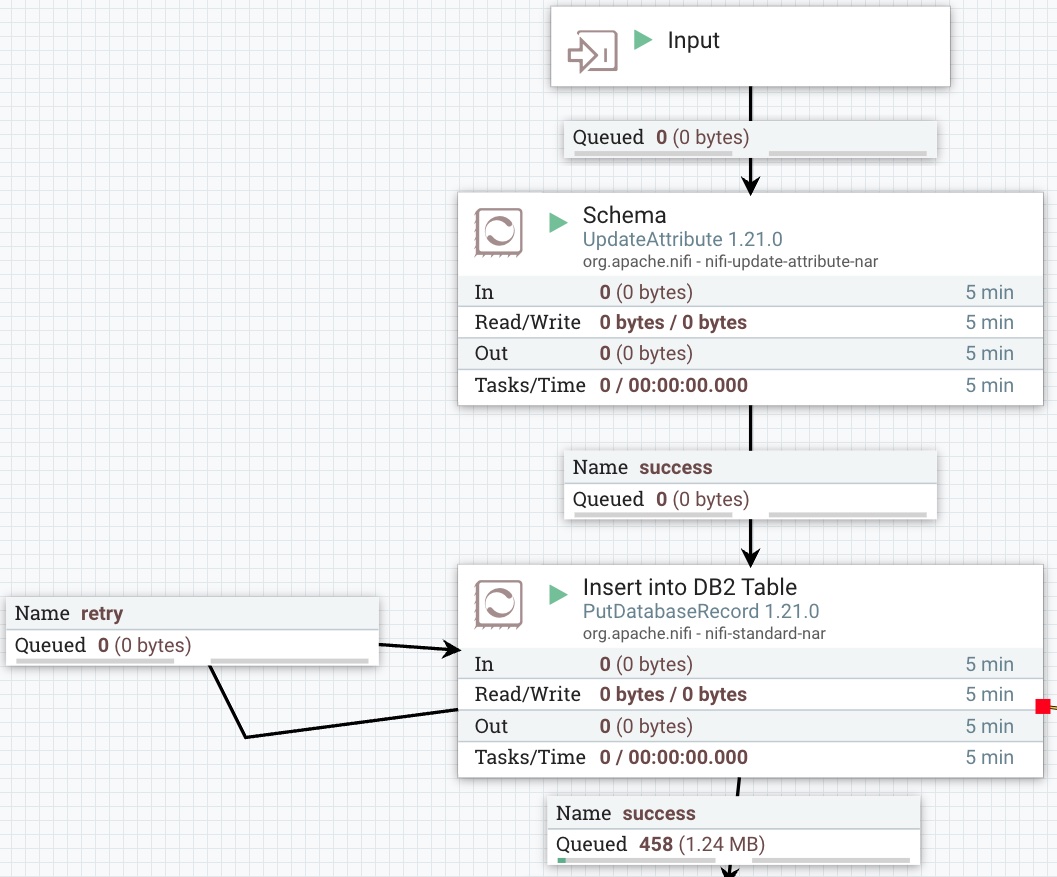 Input
Queued 0 (0 bytes)
Schema
UpdateAttribute 1.21.0
org.apache.nifi - nifi-update-attribute-nar
In 0 (0 bytes) 5 min
Read/Write 0 bytes / 0 bytes 5 min
Out 0 (0 bytes) 5 min
Tasks/Time 0 / 00:00:00.000 5 min
Name success
Queued 0 (0 bytes)
Name retry
Queued 0 (0 bytes)
Insert into DB2 Table
PutDatabaseRecord 1.21.0
org.apache.nifi - nifi-standard-nar
In 0 (0 bytes) 5 min
Read/Write 0 bytes / 0 bytes 5 min
Out 0 (0 bytes) 5 min
Tasks/Time 0 / 00:00:00.000 5 min
Name success
Queued 458 (1.24 MB)